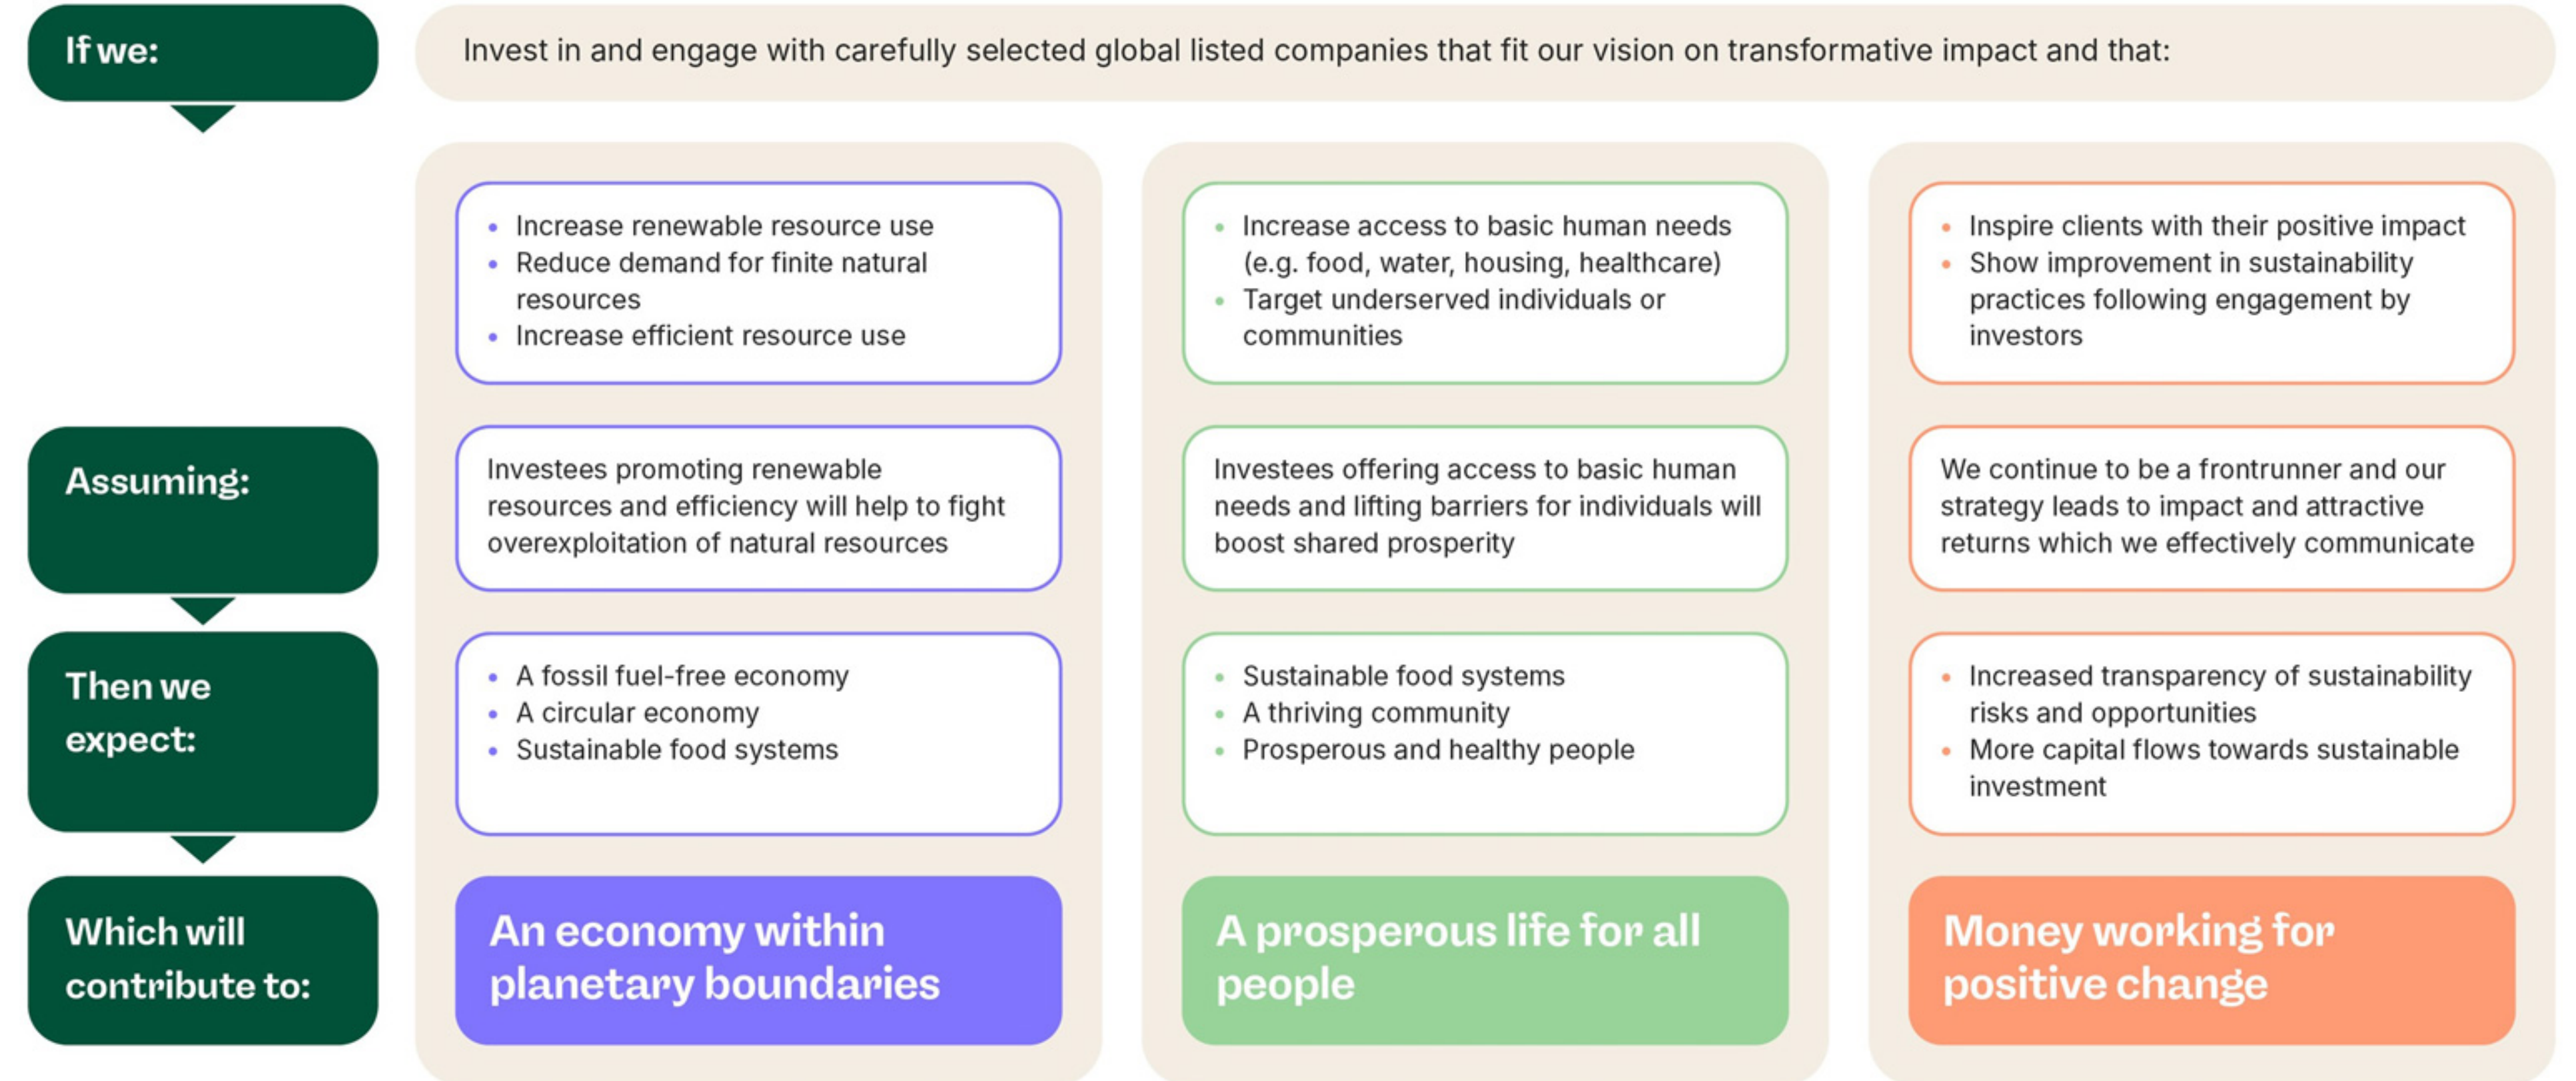 If we:
Invest in and engage with carefully selected global listed companies that fit our vision on transformative impact and that:
• Increase renewable resource use
• Reduce demand for finite natural
resources
• Increase efficient resource use
• Increase access to basic human needs
(e.g. food, water, housing, healthcare)
• Target underserved individuals or
communities
• Inspire clients with their positive impact
• Show improvement in sustainability
practices following engagement by
investors
Assuming:
Investees promoting renewable
resources and efficiency will help to fight
overexploitation of natural resources
Investees offering access to basic human
needs and lifting barriers for individuals will
boost shared prosperity
We continue to be a frontrunner and our
strategy leads to impact and attractive
returns which we effectively communicate
Then we
expect:
• A fossil fuel-free economy
• A circular economy
• Sustainable food systems
• Sustainable food systems
• A thriving community
• Prosperous and healthy people
• Increased transparency of sustainability
risks and opportunities
• More capital flows towards sustainable
investment
Which will
contribute to:
An economy within
planetary boundaries
A prosperous life for all
people
Money working for
positive change